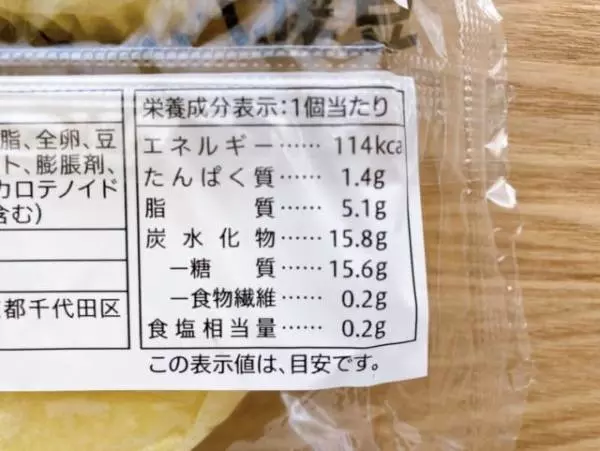 脂、全卵、豆
ト、膨脹剤、
カロテノイド
含む)
都千代田区
栄養成分表示:1個当たり
エネルギー…… 114kca
たんぱく質…… 1.4g
脂 質…… 5.1g
炭水化物…… 15.8g
－糖 質…… 15.6g
－食物繊維…… 0.2g
食塩相当量…… 0.2g
この表示値は、目安です。